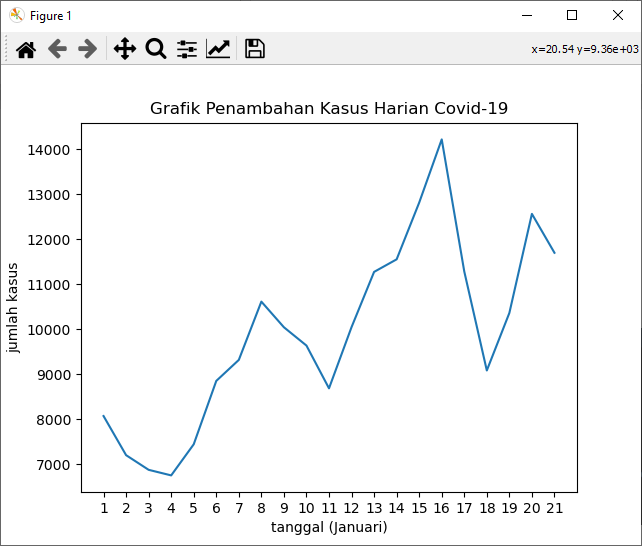 Figure 1
x=20.54 y=9.36e+03
Grafik Penambahan Kasus Harian Covid-19
14000
13000
12000
11000
10000
9000
8000
7000
jumlah kasus
1 2 3 4 5 6 7 8 9 10 11 12 13 14 15 16 17 18 19 20 21
tanggal (Januari)